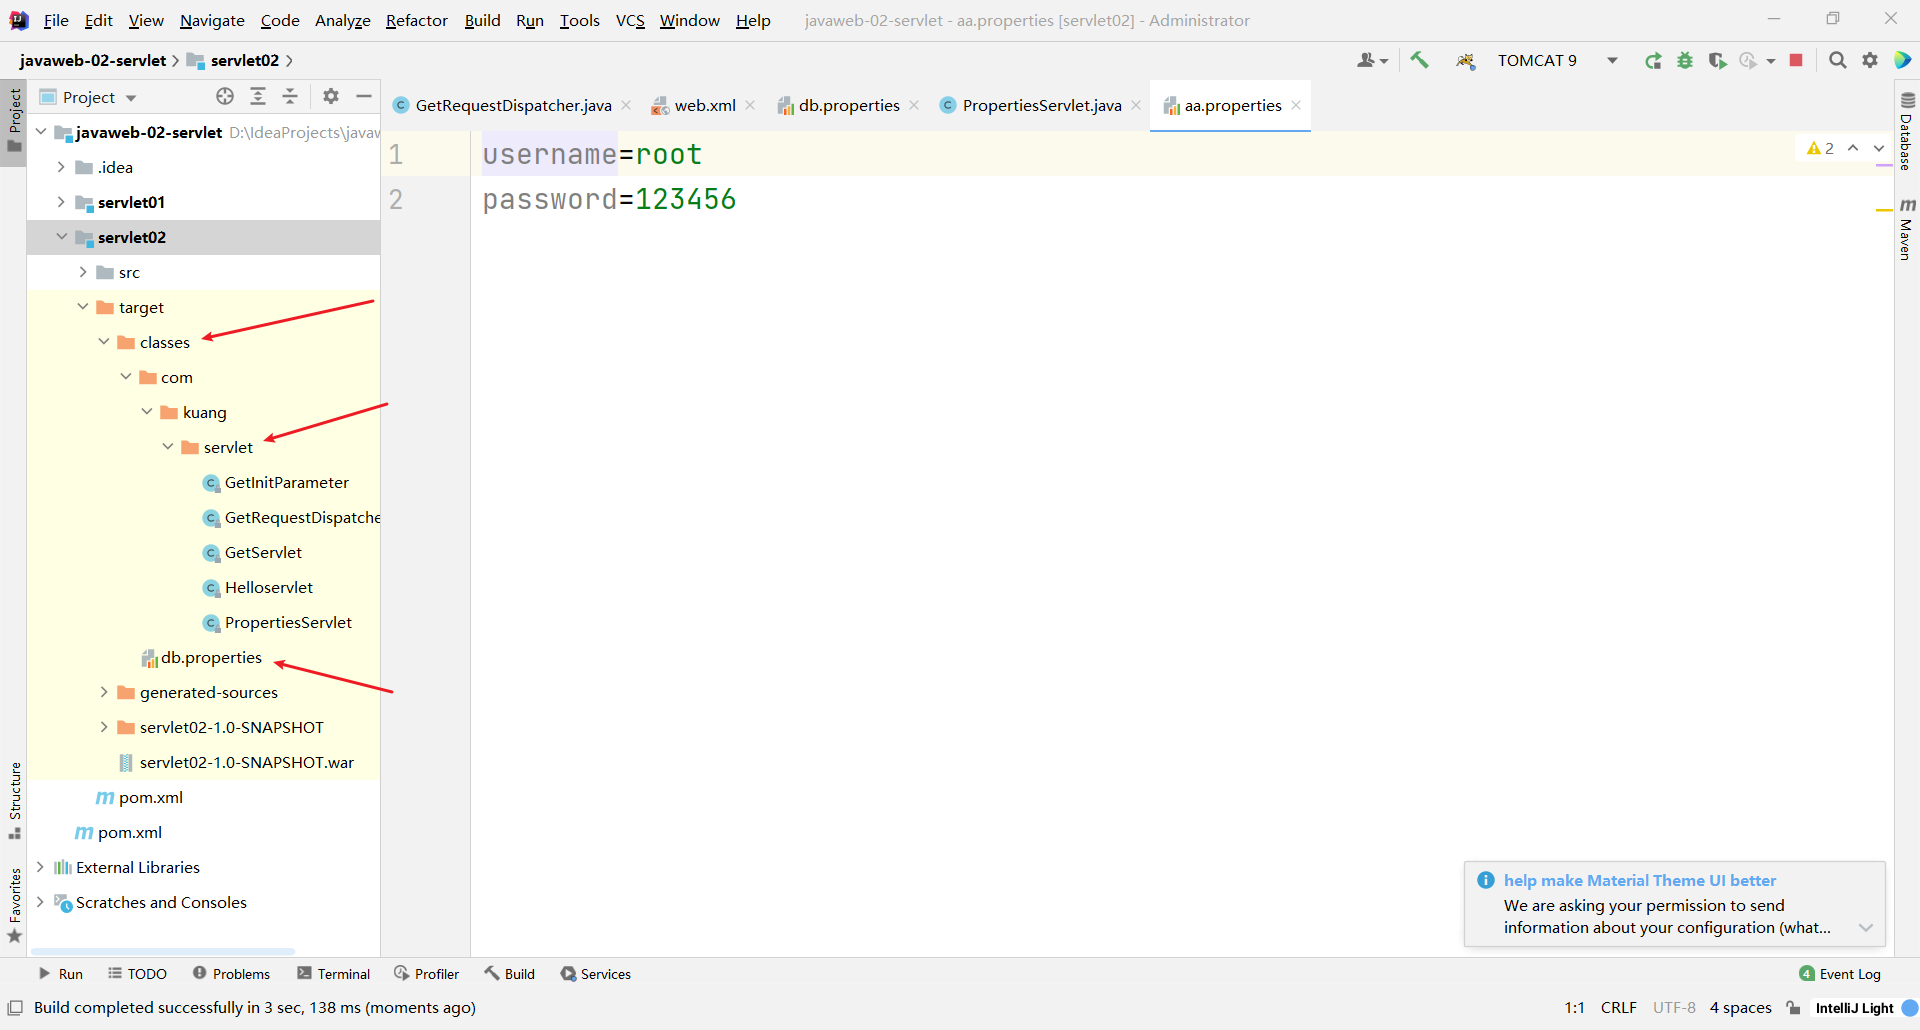 File Edit View Navigate Code Analyze Refactor Build Run Tools VCS Window Help javaweb-02-servlet - aa.properties [servlet02] - Administrator
javaweb-02-servlet servlet02 TOMCAT 9
Project
GetRequestDispatcher.java web.xml db.properties PropertiesServlet.java aa.properties
Project
javaweb-02-servlet D:\IdeaProjects\javaw
.idea
servlet01
servlet02
src
target
classes
com
kuang
servlet
GetInitParameter
GetRequestDispatche
GetServlet
Helloservlet
PropertiesServlet
db.properties
generated-sources
servlet02-1.0-SNAPSHOT
servlet02-1.0-SNAPSHOT.war
pom.xml
pom.xml
External Libraries
Scratches and Consoles
Structure
Favorites
1 username=root
2 password=123456
2
Database
Maven
help make Material Theme UI better
We are asking your permission to send
information about your configuration (what...
Run TODO Problems Terminal Profiler Build Services 4 Event Log
Build completed successfully in 3 sec, 138 ms (moments ago) 1:1 CRLF UTF-8 4 spaces IntelliJ Light